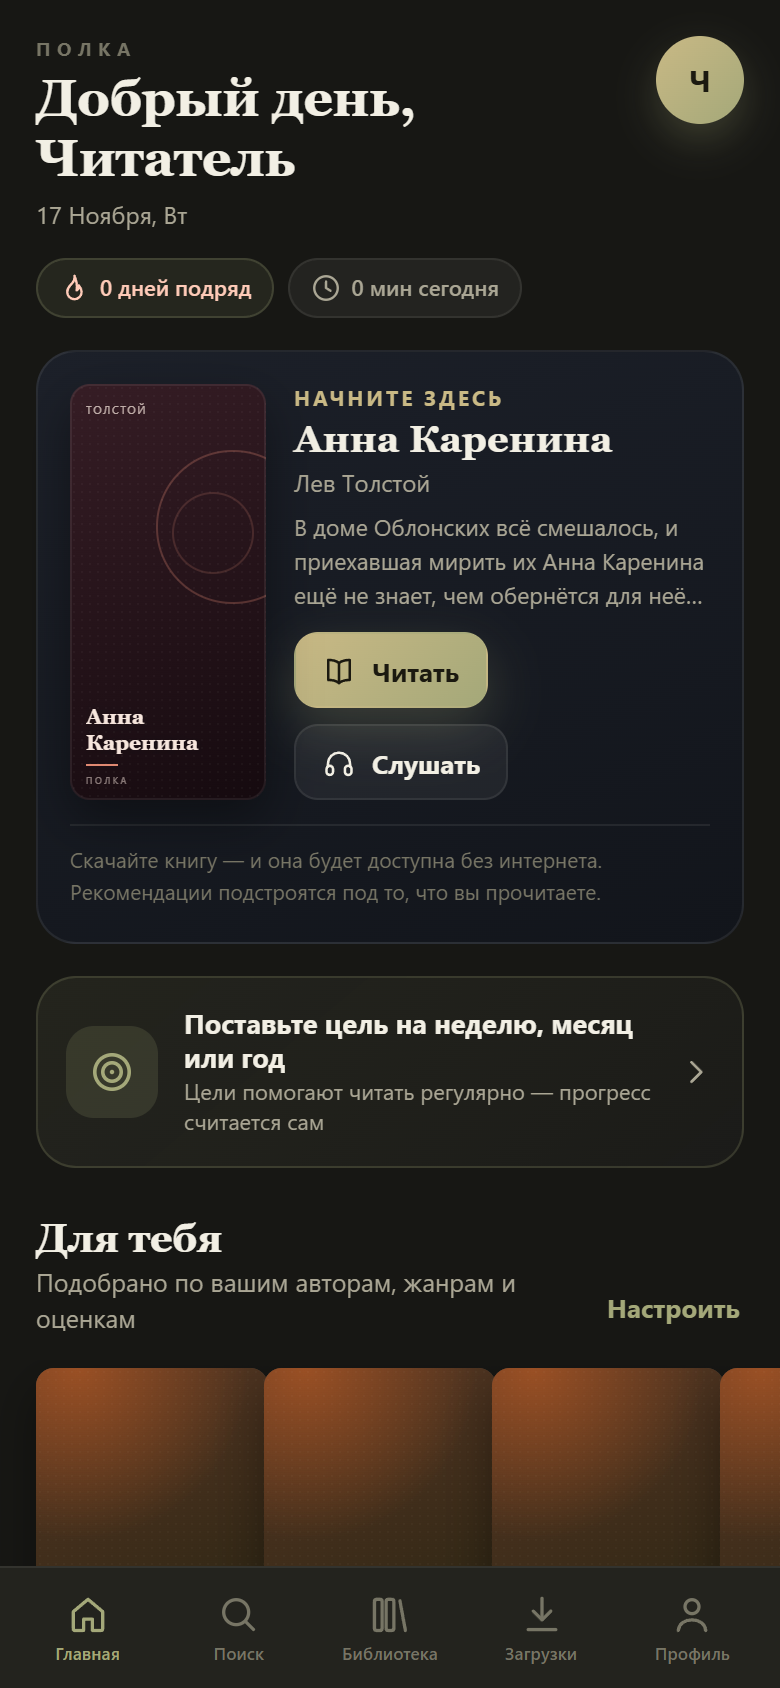 ПОЛКА
Ч
Добрый день,
Читатель
17 Ноября, Вт
0 дней подряд
0 мин сегодня
ТОЛСТОЙ
Анна
Каренина
ПОЛКА
НАЧНИТЕ ЗДЕСЬ
Анна Каренина
Лев Толстой
В доме Облонских всё смешалось, и
приехавшая мирить их Анна Каренина
ещё не знает, чем обернётся для неё…
Читать
Слушать
Скачайте книгу — и она будет доступна без интернета.
Рекомендации подстроятся под то, что вы прочитаете.
Поставьте цель на неделю, месяц
или год
Цели помогают читать регулярно — прогресс
считается сам
Для тебя
Подобрано по вашим авторам, жанрам и
оценкам
Настроить
Главная
Поиск
Библиотека
Загрузки
Профиль